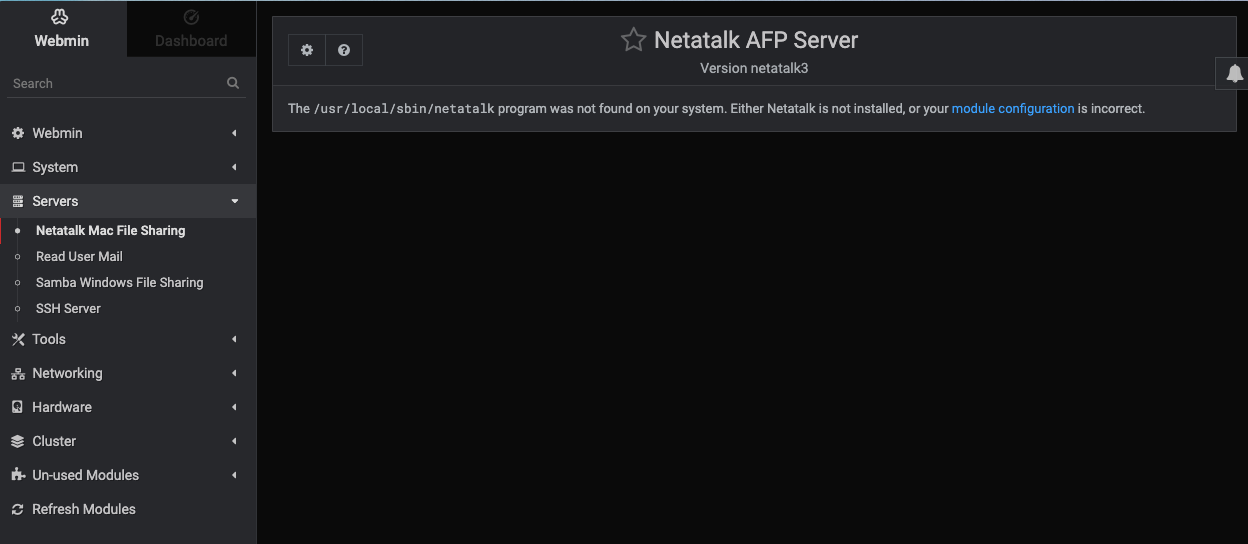 Webmin
Dashboard
Search
Webmin
System
Servers
Netatalk Mac File Sharing
Read User Mail
Samba Windows File Sharing
SSH Server
Tools
Networking
Hardware
Cluster
Un-used Modules
Refresh Modules
Netatalk AFP Server
Version netatalk3
The /usr/local/sbin/netatalk program was not found on your system. Either Netatalk is not installed, or your module configuration is incorrect.